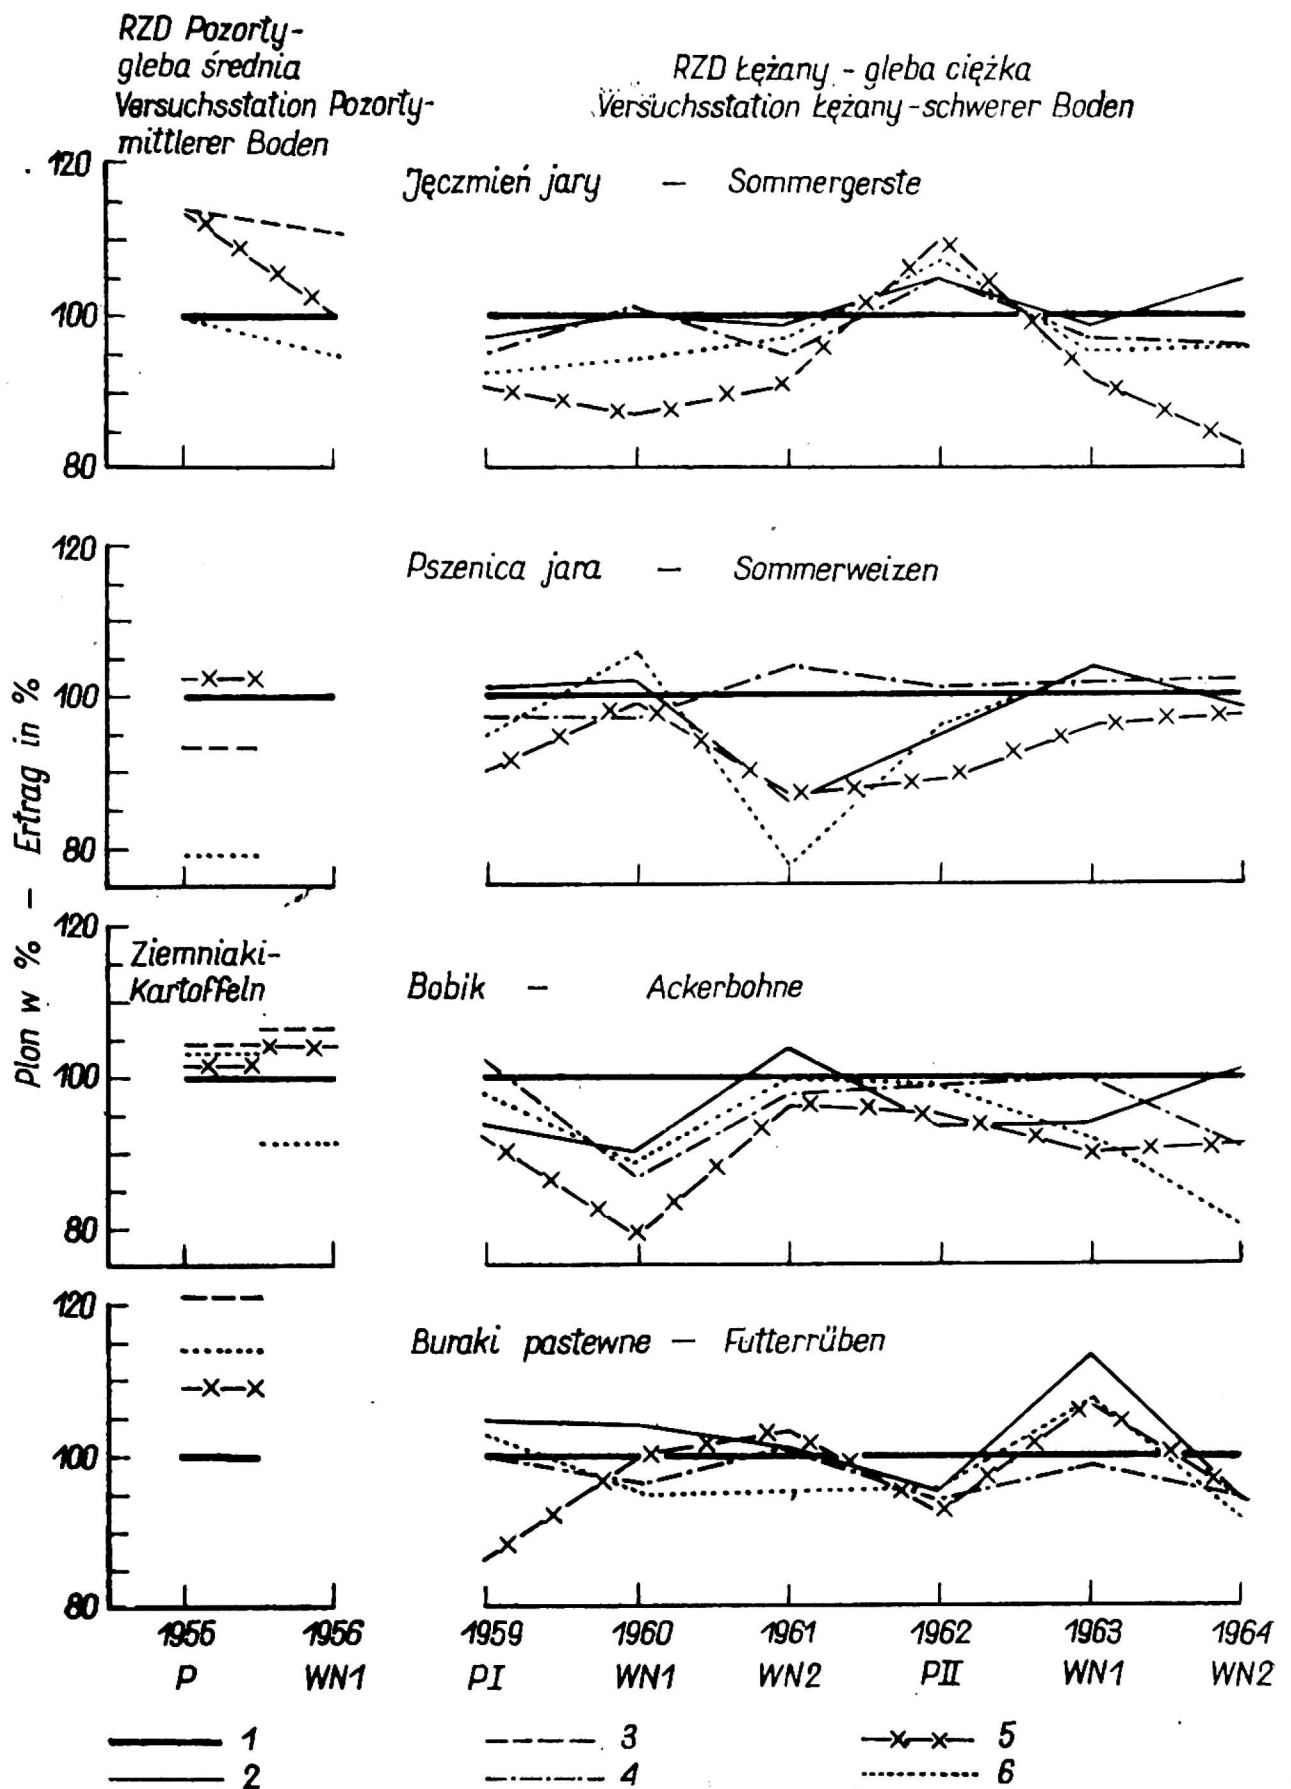 RZD Pozorty-
gleba średnia
Versuchsstation Pozorty-
mittlerer Boden
RZD Łężany - gleba ciężka
Versuchsstation Łężany-schwerer Boden
Jęczmień jary — Sommergerste
120
100
80
Pszenica jara — Sommerweizen
120
100
80
Plon w % — Ertrag in %
Ziemniaki-
Kartoffeln
Bobik — Ackerbohne
120
100
80
Buraki pastewne — Futterrüben
120
100
80
1956 1956 1959 1960 1961 1962 1963 1964
P WN1 PI WN1 WN2 PII WN1 WN2
1 3 5
2 4 6